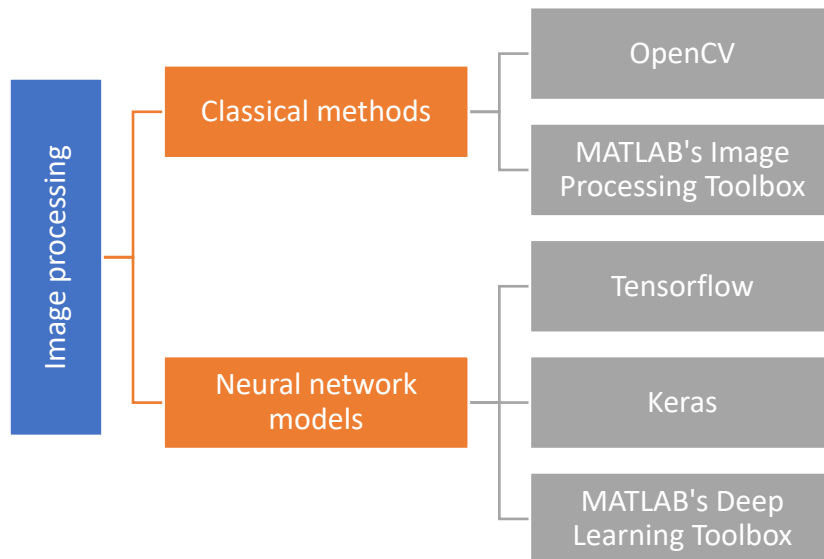 Image processing
Classical methods
OpenCV
MATLAB's Image
Processing Toolbox
Neural network
models
Tensorflow
Keras
MATLAB's Deep
Learning Toolbox